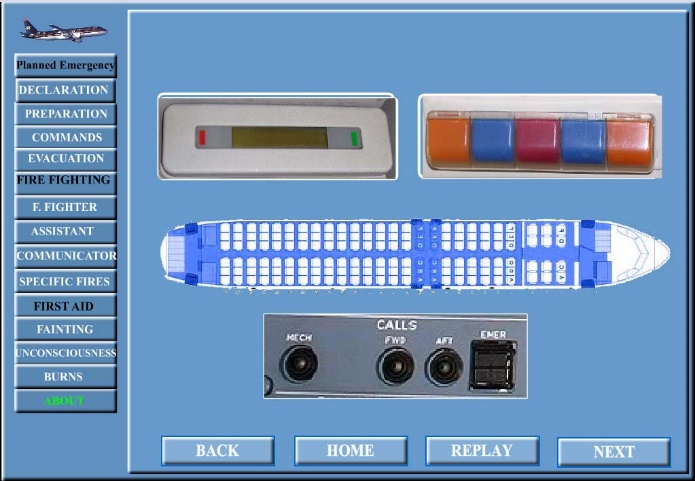 Planned Emergency
DECLARATION
PREPARATION
COMMANDS
EVACUATION
FIRE FIGHTING
F. FIGHTER
ASSISTANT
COMMUNICATOR
SPECIFIC FIRES
FIRST AID
FAINTING
UNCONSCIOUSNESS
BURNS
ABOUT
CALLS
MECH
FWD
AFT
EMER
BACK
HOME
REPLAY
NEXT